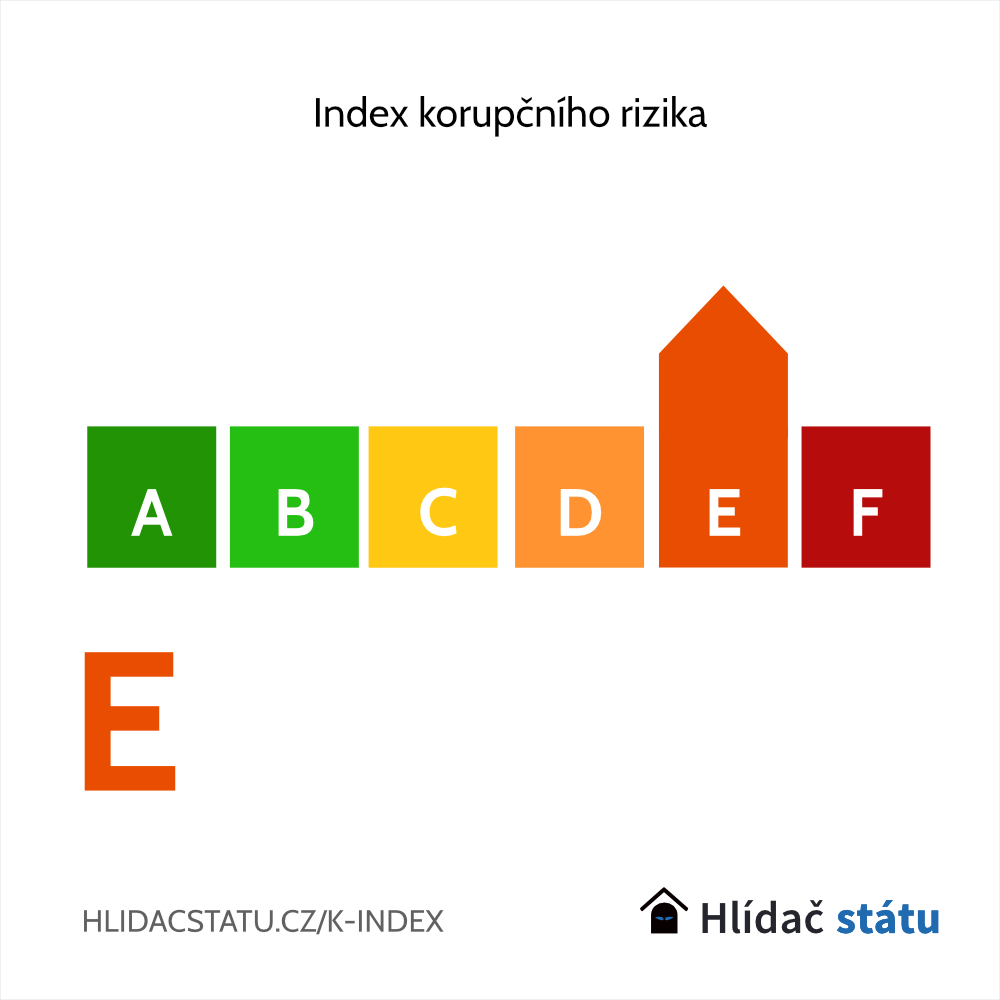 Index korupčního rizika
A B C D E F
E
HLIDACSTATU.CZ/K-INDEX
Hlídač státu